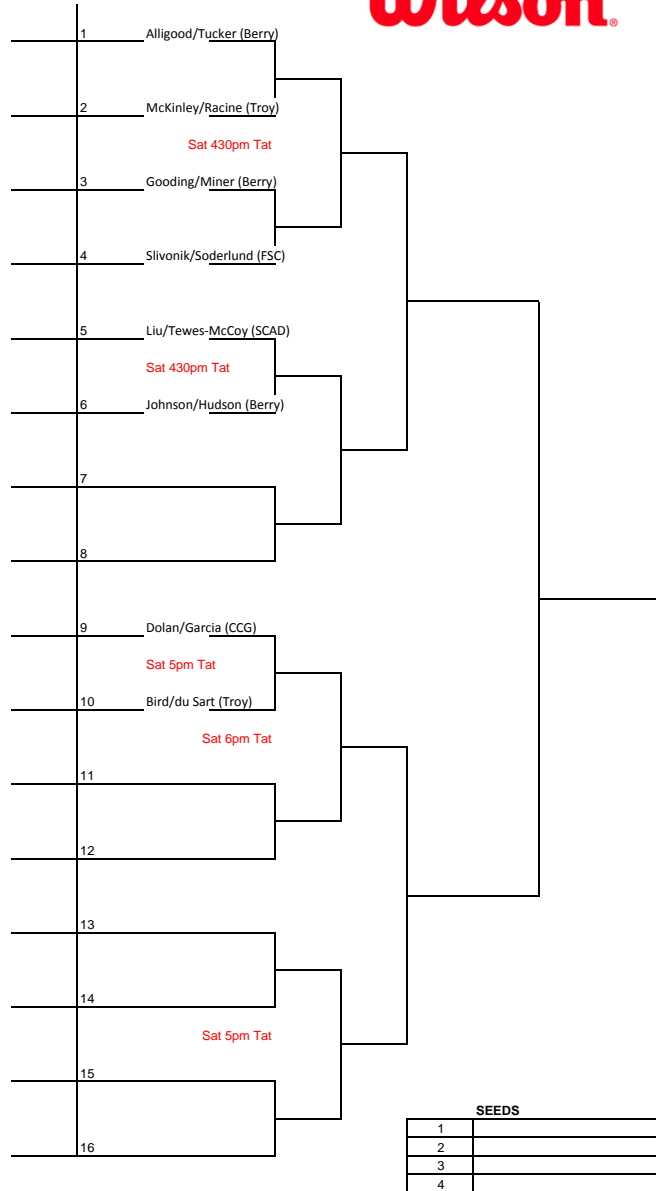 Wilson®
1 Alligood/Tucker (Berry)
2 McKinley/Racine (Troy)
Sat 430pm Tat
3 Gooding/Miner (Berry)
4 Slivonik/Soderlund (FSC)
5 Liu/Tewes-McCoy (SCAD)
Sat 430pm Tat
6 Johnson/Hudson (Berry)
7
8
9 Dolan/Garcia (CCG)
Sat 5pm Tat
10 Bird/du Sart (Troy)
Sat 6pm Tat
11
12
13
14
Sat 5pm Tat
15
16
SEEDS
1
2
3
4